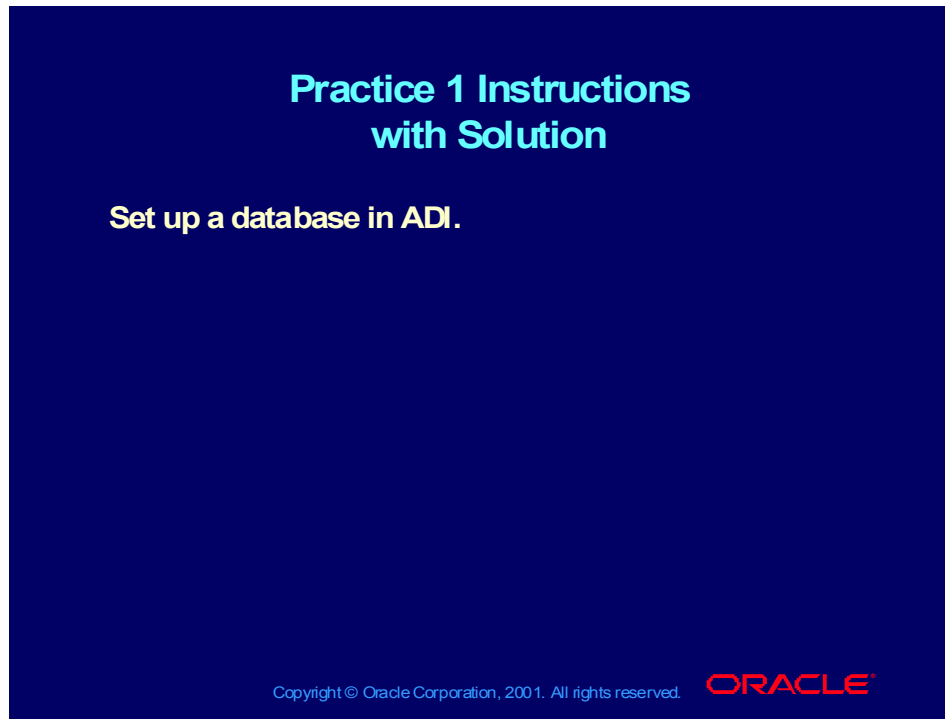 Practice 1 Instructions
with Solution
Set up a database in ADI.
Copyright © Oracle Corporation, 2001. All rights reserved.
ORACLE®